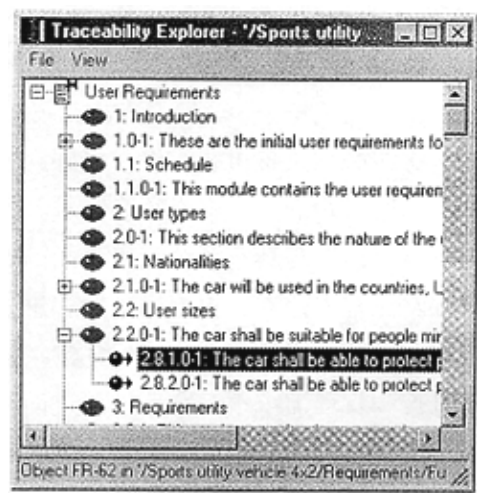 Traceability Explorer - '/Sports utility ...
File View
User Requirements
1: Introduction
1.0-1: These are the initial user requirements fo
1.1: Schedule
1.1.0-1: This module contains the user requirem
2: User types
2.0-1: This section describes the nature of the
2.1: Nationalities
2.1.0-1: The car will be used in the countries, U
2.2: User sizes
2.2.0-1: The car shall be suitable for people min
2.8.1.0-1: The car shall be able to protect p
2.8.2.0-1: The car shall be able to protect p
3: Requirements
Object FR-62 in '/Sports utility vehicle 4x2/Requirements/Fu